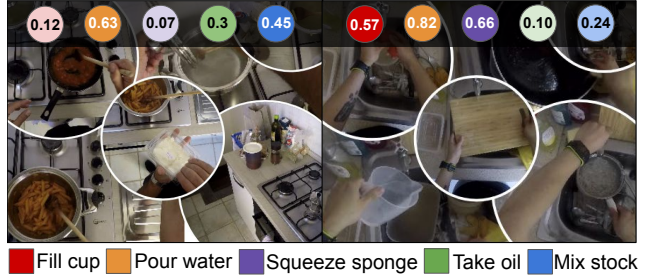 0.12 0.63 0.07 0.3 0.45 0.57 0.82 0.66 0.10 0.24
Fill cup Pour water Squeeze sponge Take oil Mix stock